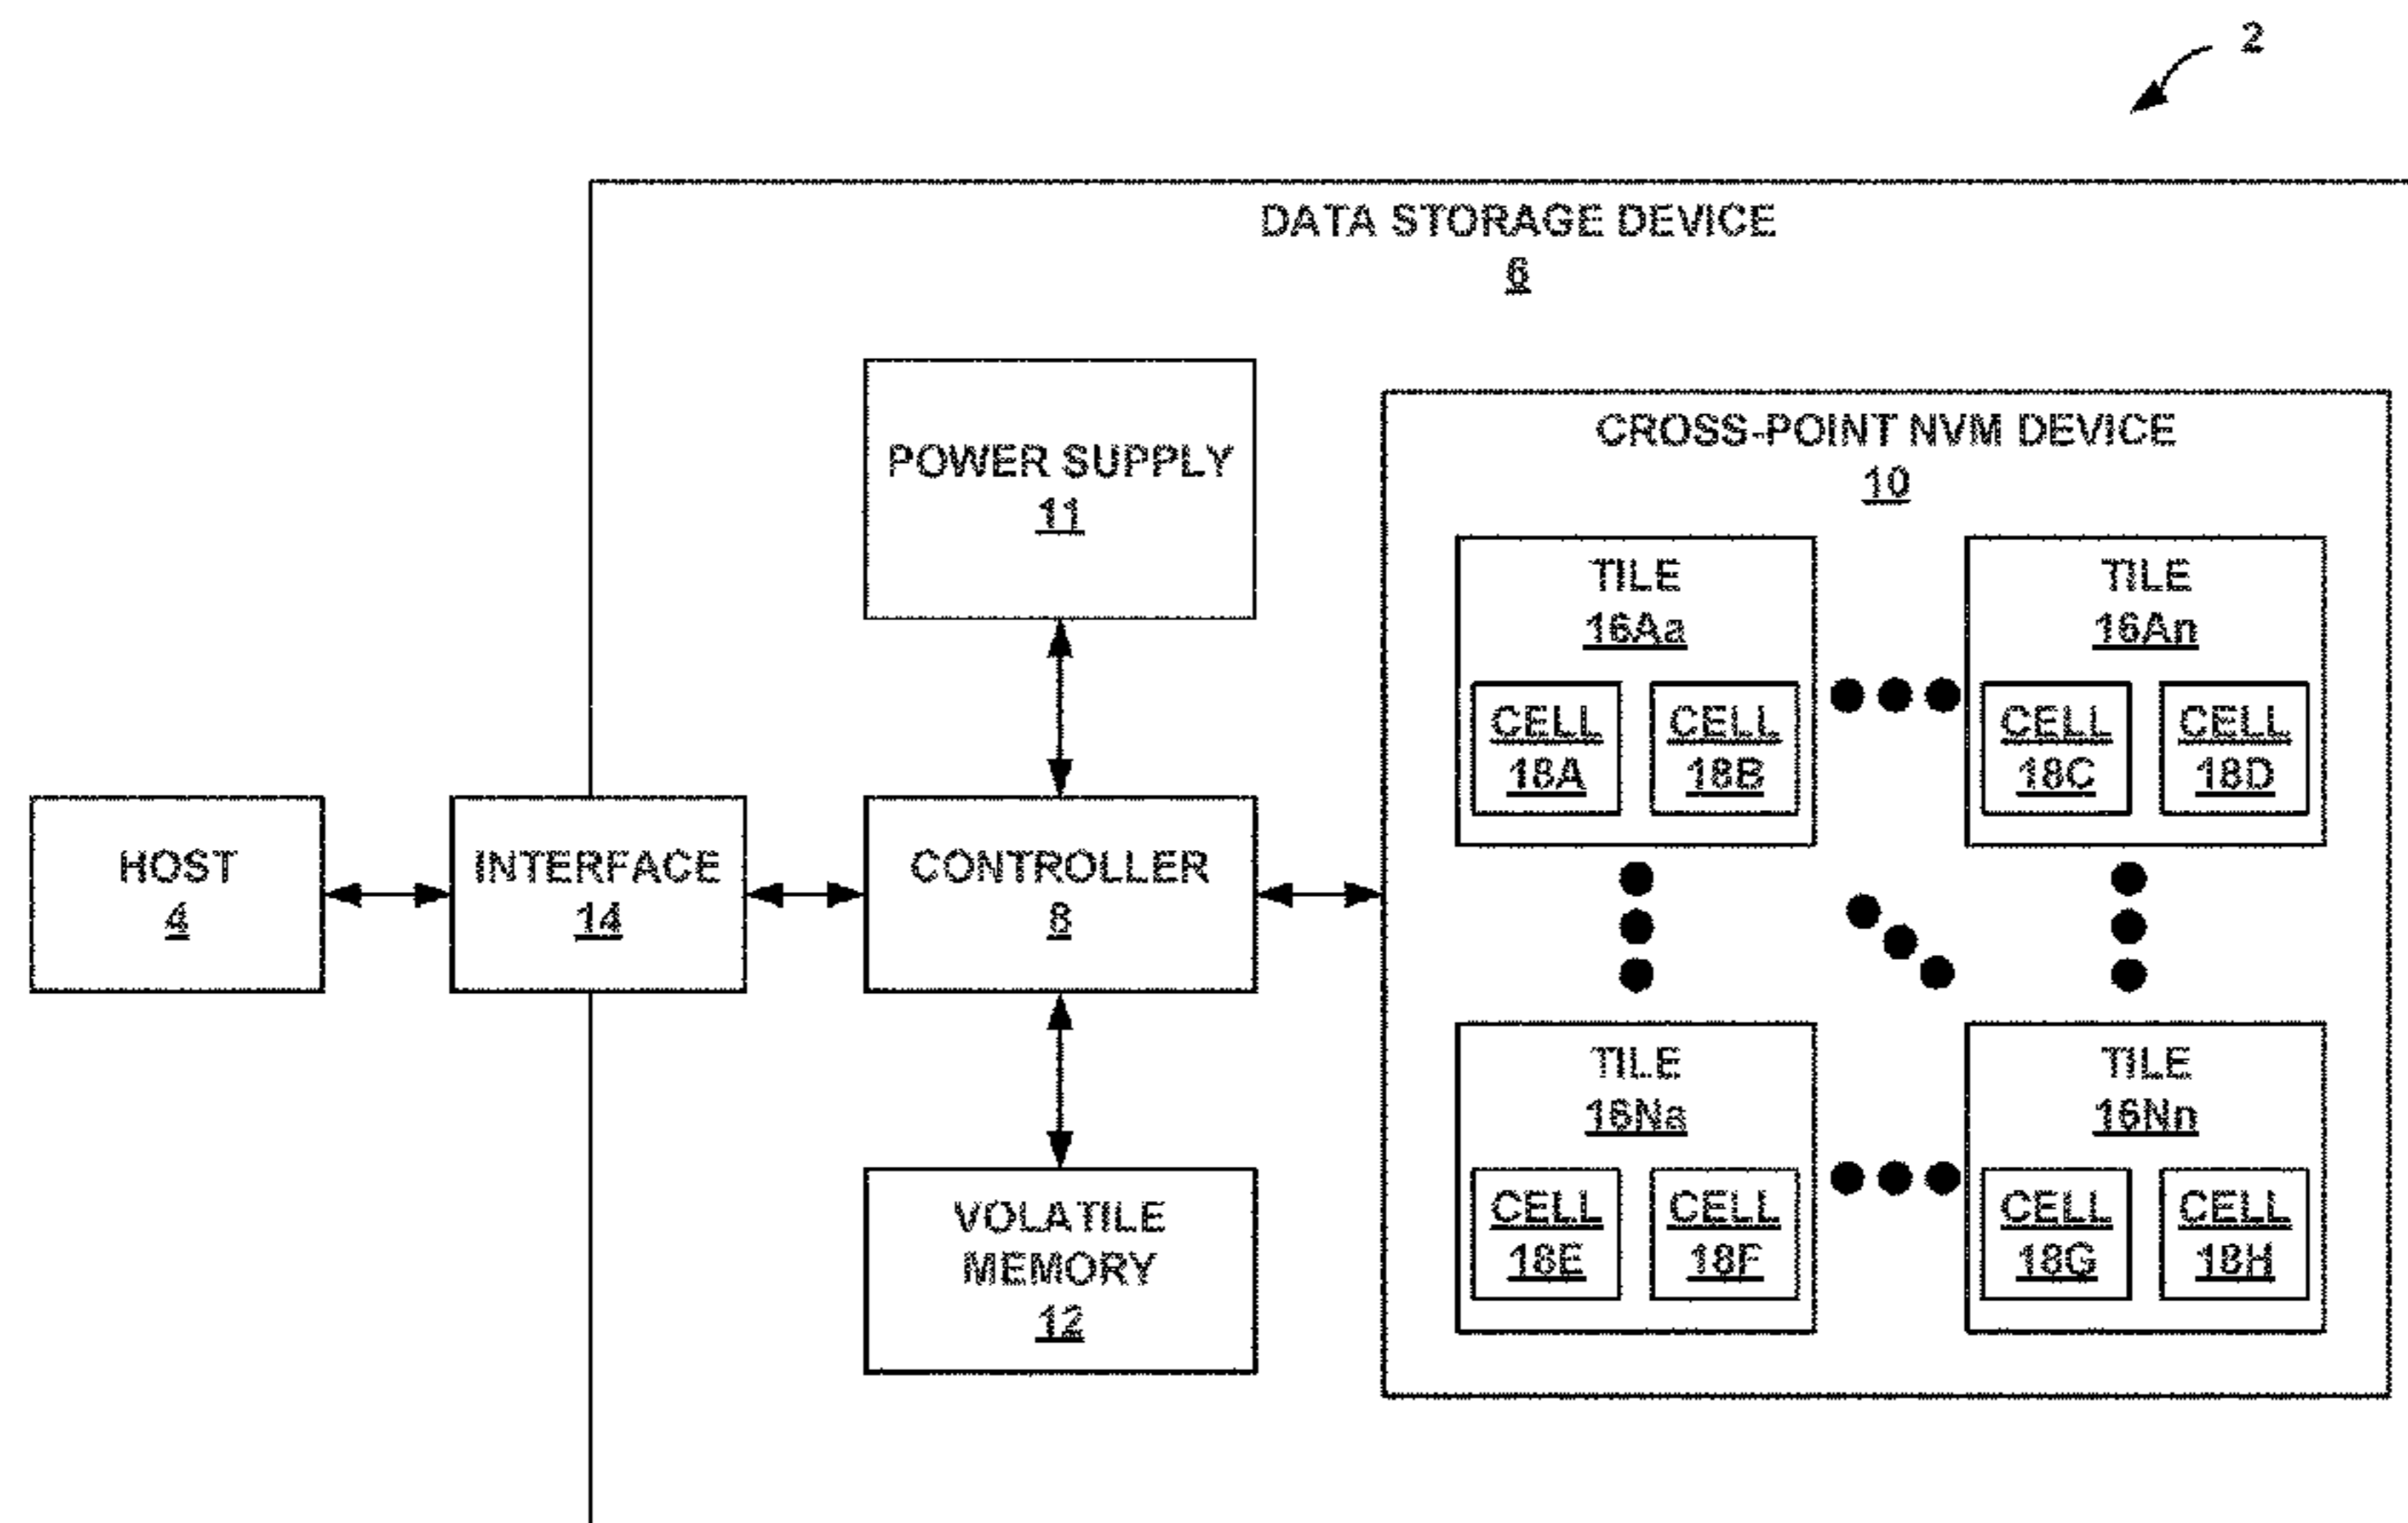 2
DATA STORAGE DEVICE
6
POWER SUPPLY
11
CROSS-POINT NVM DEVICE
10
TILE
16Aa
CELL
18A
CELL
18B
TILE
16An
CELL
18C
CELL
18D
HOST
4
INTERFACE
14
CONTROLLER
8
VOLATILE
MEMORY
12
TILE
16Na
CELL
18E
CELL
18F
TILE
16Nn
CELL
18G
CELL
18H